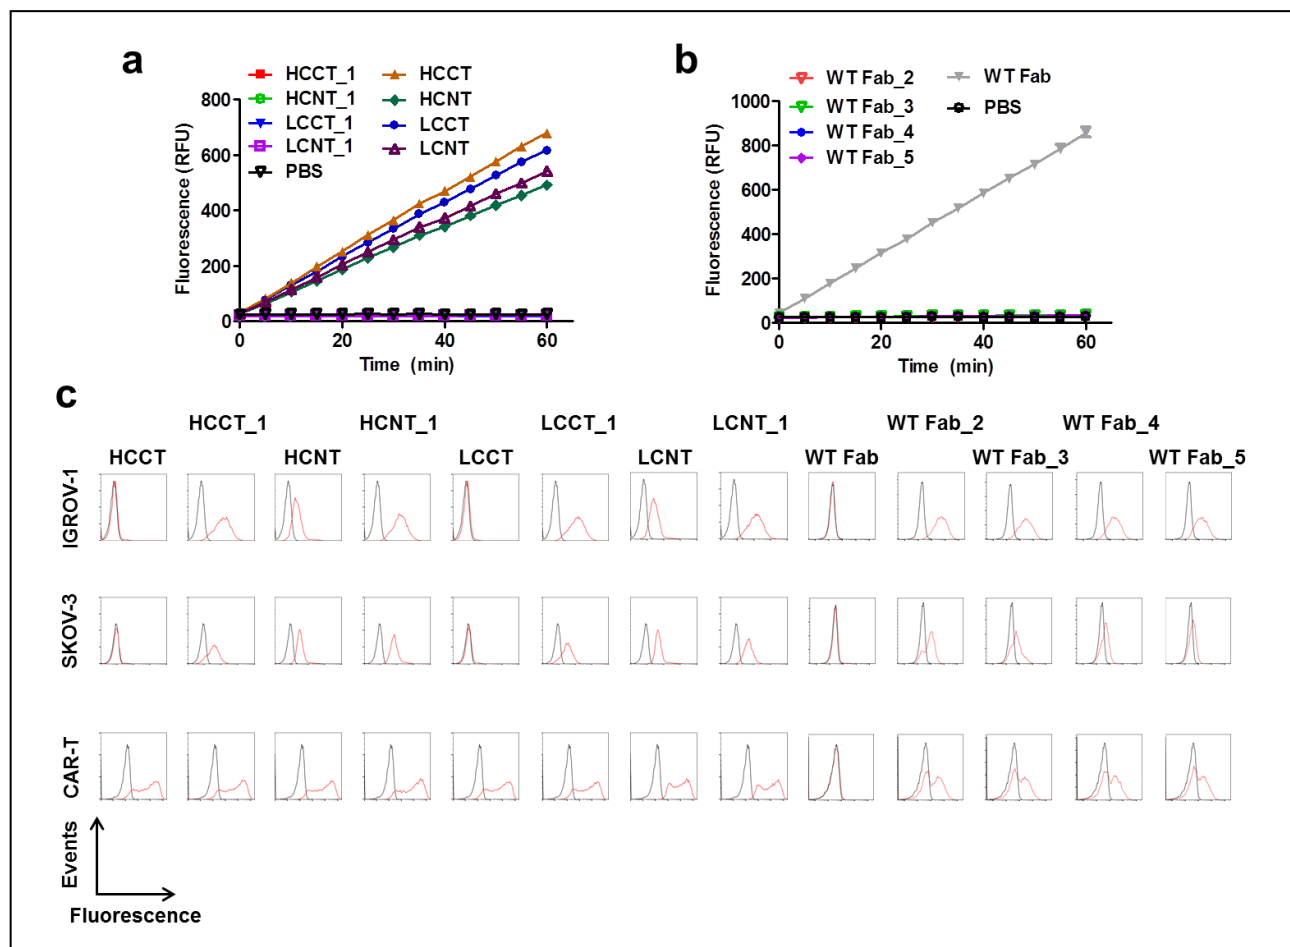 a
HCCT_1
HCNT_1
LCCT_1
LCNT_1
PBS
HCCT
HCNT
LCCT
LCNT
Fluorescence (RFU)
800
600
400
200
0
0 20 40 60
Time (min)
b
WT Fab_2
WT Fab_3
WT Fab_4
WT Fab_5
WT Fab
PBS
Fluorescence (RFU)
1000
800
600
400
200
0
0 20 40 60
Time (min)
c
HCCT_1 HCNT_1 LCCT_1 LCNT_1 WT Fab_2 WT Fab_4
HCCT HCNT LCCT LCNT WT Fab WT Fab_3 WT Fab_5
IGROV-1
SKOV-3
CAR-T
Events
Fluorescence